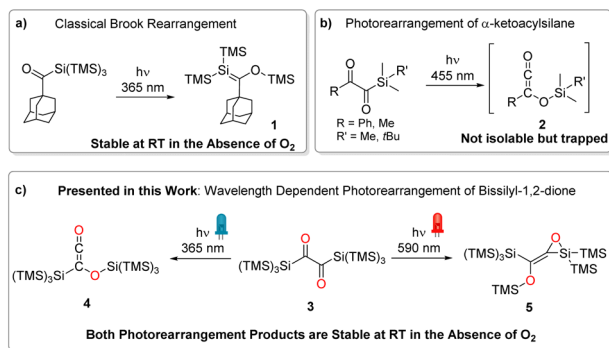 a) Classical Brook Rearrangement
O
Si(TMS)₃
hν
365 nm
TMS
TMS Si O TMS
1
Stable at RT in the Absence of O₂
b) Photorearrangement of α-ketoacylsilane
O R'
R Si
O
R = Ph, Me
R' = Me, tBu
hν
455 nm
O
C R'
R O Si
2
Not isolable but trapped
c) Presented in this Work: Wavelength Dependent Photorearrangement of Bissilyl-1,2-dione
O
C
(TMS)₃Si O Si(TMS)₃
4
hν
365 nm
O
(TMS)₃Si Si(TMS)₃
O
3
hν
590 nm
O
(TMS)₃Si Si TMS
O TMS
TMS
5
Both Photorearrangement Products are Stable at RT in the Absence of O₂